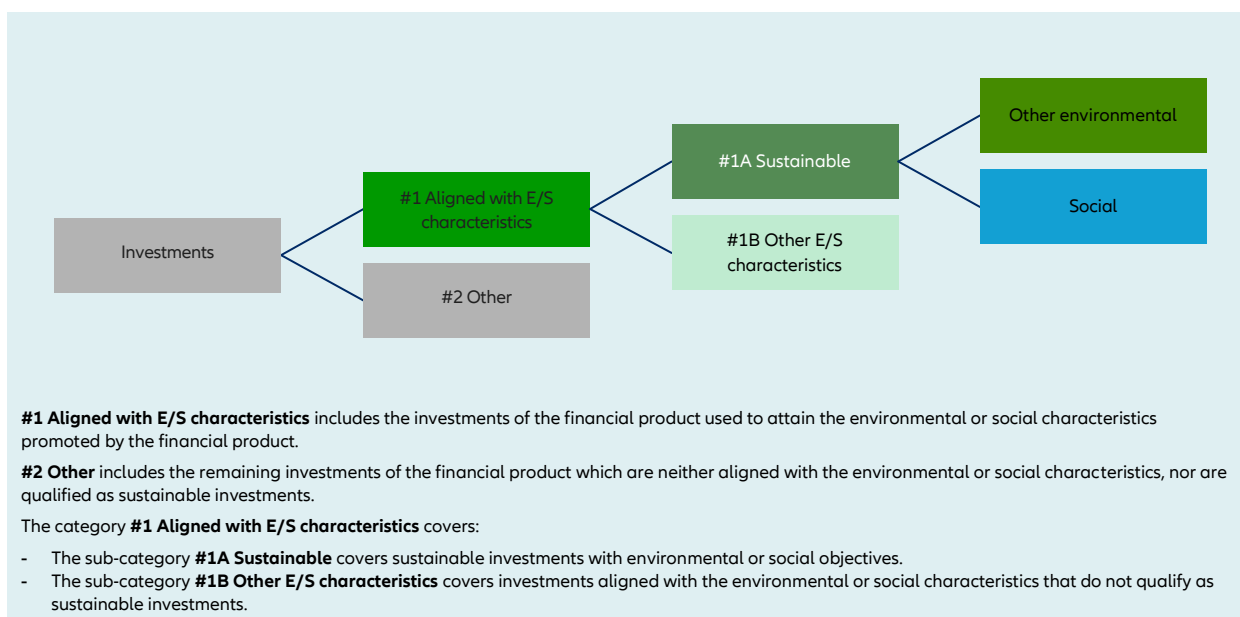 Other environmental
#1A Sustainable
#1 Aligned with E/S
characteristics
Social
Investments
#1B Other E/S
characteristics
#2 Other
#1 Aligned with E/S characteristics includes the investments of the financial product used to attain the environmental or social characteristics
promoted by the financial product.
#2 Other includes the remaining investments of the financial product which are neither aligned with the environmental or social characteristics, nor are
qualified as sustainable investments.
The category #1 Aligned with E/S characteristics covers:
- The sub-category #1A Sustainable covers sustainable investments with environmental or social objectives.
- The sub-category #1B Other E/S characteristics covers investments aligned with the environmental or social characteristics that do not qualify as
sustainable investments.